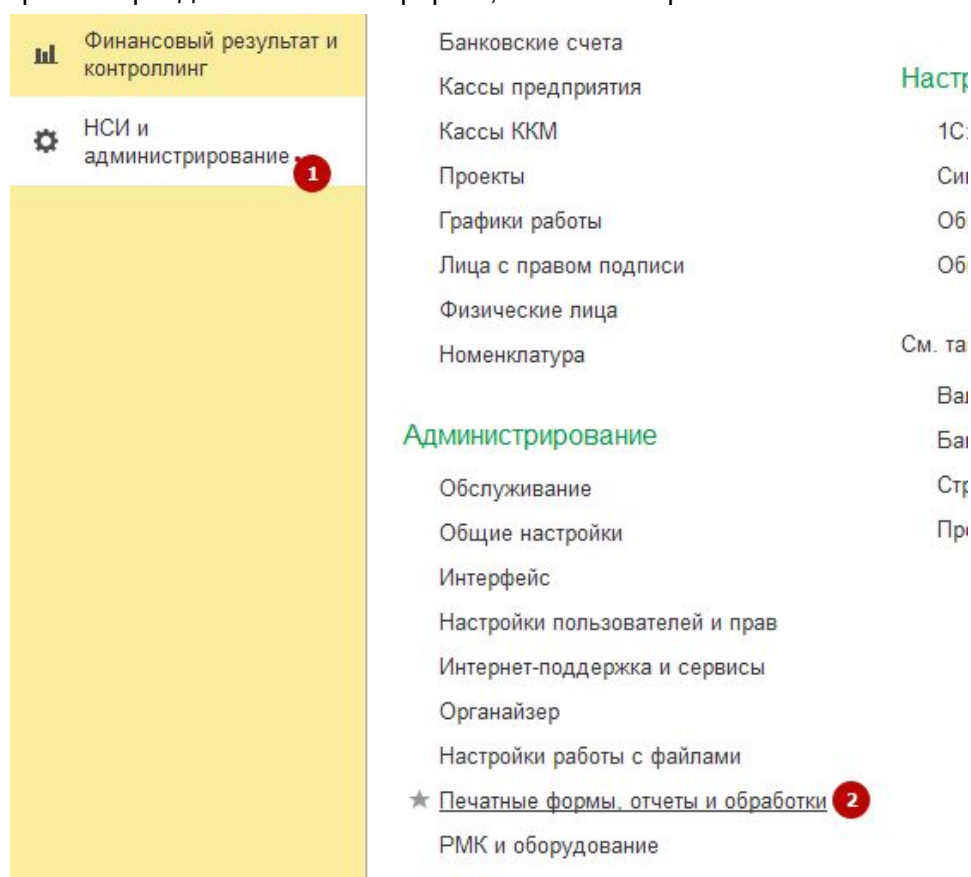 Финансовый результат и
контроллинг
НСИ и
администрирование
1
Банковские счета
Кассы предприятия
Кассы ККМ
Проекты
Графики работы
Лица с правом подписи
Физические лица
Номенклатура
Администрирование
Обслуживание
Общие настройки
Интерфейс
Настройки пользователей и прав
Интернет-поддержка и сервисы
Органайзер
Настройки работы с файлами
Печатные формы, отчеты и обработки 2
РМК и оборудование
1С:
См.